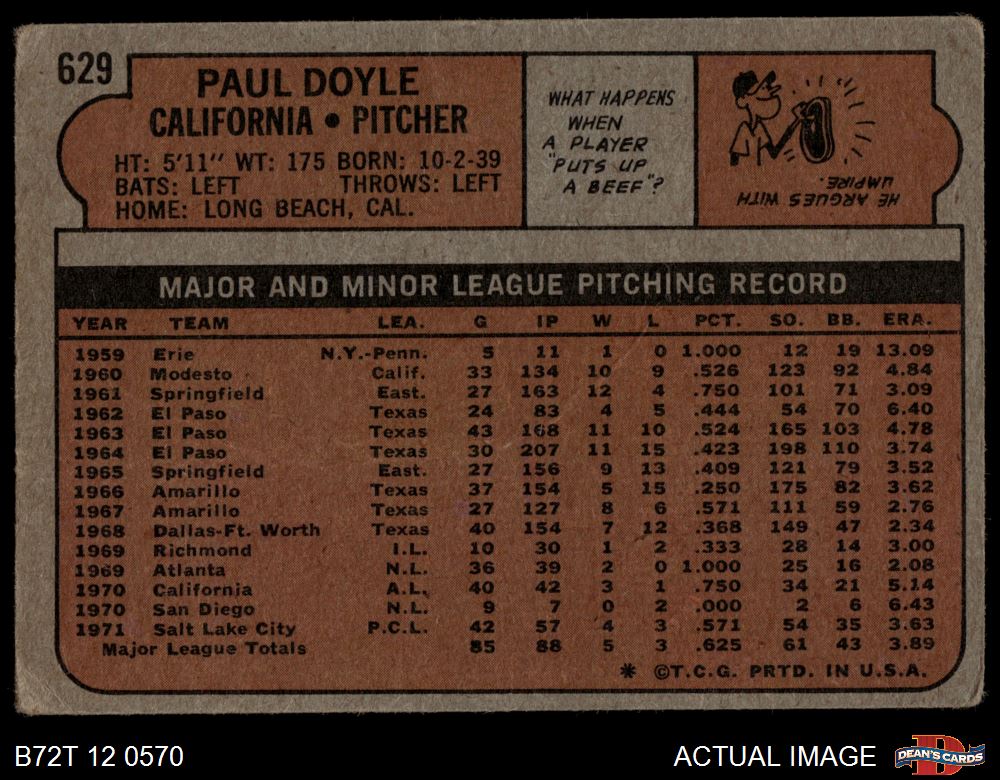 629
PAUL DOYLE
CALIFORNIA • PITCHER
HT: 5'11" WT: 175 BORN: 10-2-39
BATS: LEFT THROWS: LEFT
HOME: LONG BEACH, CAL.
WHAT HAPPENS
WHEN
A PLAYER
"PUTS UP
A BEEF"?
HE ARGUES WITH
UMPIRE.
MAJOR AND MINOR LEAGUE PITCHING RECORD
YEAR TEAM LEA. G IP W L PCT. SO. BB. ERA.
1959 Erie N.Y.-Penn. 5 11 1 0 1.000 12 19 13.09
1960 Modesto Calif. 33 134 10 9 .526 123 92 4.84
1961 Springfield East. 27 163 12 4 .750 101 71 3.09
1962 El Paso Texas 24 83 4 5 .444 54 70 6.40
1963 El Paso Texas 43 168 11 10 .524 165 103 4.78
1964 El Paso Texas 30 207 11 15 .423 198 110 3.74
1965 Springfield East. 27 156 9 13 .409 121 79 3.52
1966 Amarillo Texas 37 154 5 15 .250 175 82 3.62
1967 Amarillo Texas 27 127 8 6 .571 111 59 2.76
1968 Dallas-Ft. Worth Texas 40 154 7 12 .368 149 47 2.34
1969 Richmond I.L. 10 30 1 2 .333 28 14 3.00
1969 Atlanta N.L. 36 39 2 0 1.000 25 16 2.08
1970 California A.L. 40 42 3 1 .750 34 21 5.14
1970 San Diego N.L. 9 7 0 2 .000 2 6 6.43
1971 Salt Lake City P.C.L. 42 57 4 3 .571 54 35 3.63
Major League Totals 85 88 5 3 .625 61 43 3.89
* ©T.C.G. PRTD. IN U.S.A.
B72T 12 0570
ACTUAL IMAGE
DEAN'S CARDS